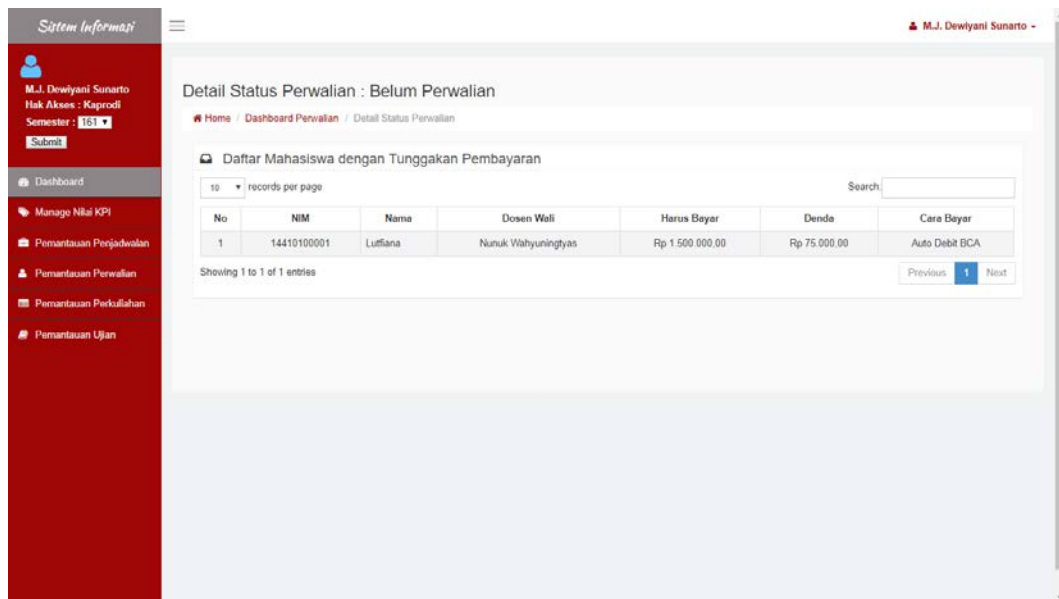 Sistem Informasi
M.J. Dewiyani Sunarto
M.J. Dewiyani Sunarto
Hak Akses : Kaprodi
Semester : 161
Submit
Dashboard
Manage Nilai KPI
Pemantauan Penjadwalan
Pemantauan Perwalian
Pemantauan Perkuliahan
Pemantauan Ujian
Detail Status Perwalian : Belum Perwalian
Home / Dashboard Perwalian / Detail Status Perwalian
Daftar Mahasiswa dengan Tunggakan Pembayaran
10 records per page Search:
No NIM Nama Dosen Wali Harus Bayar Denda Cara Bayar
1 14410100001 Lutfiana Nunuk Wahyuningtyas Rp 1.500.000,00 Rp 75.000,00 Auto Debit BCA
Showing 1 to 1 of 1 entries Previous 1 Next